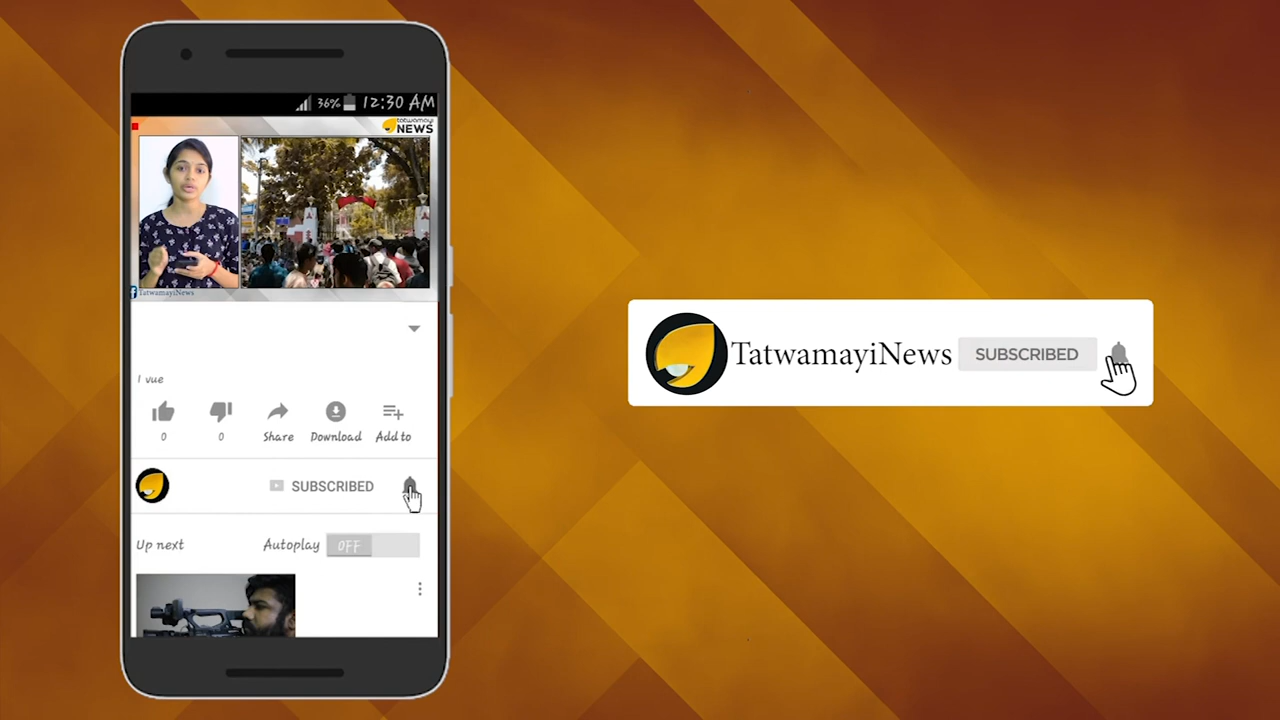 36% 12:30 AM
tatwamayi
NEWS
TatwamayiNews
1 vue
0 0 Share Download Add to
SUBSCRIBED
Up next Autoplay OFF
TatwamayiNews SUBSCRIBED